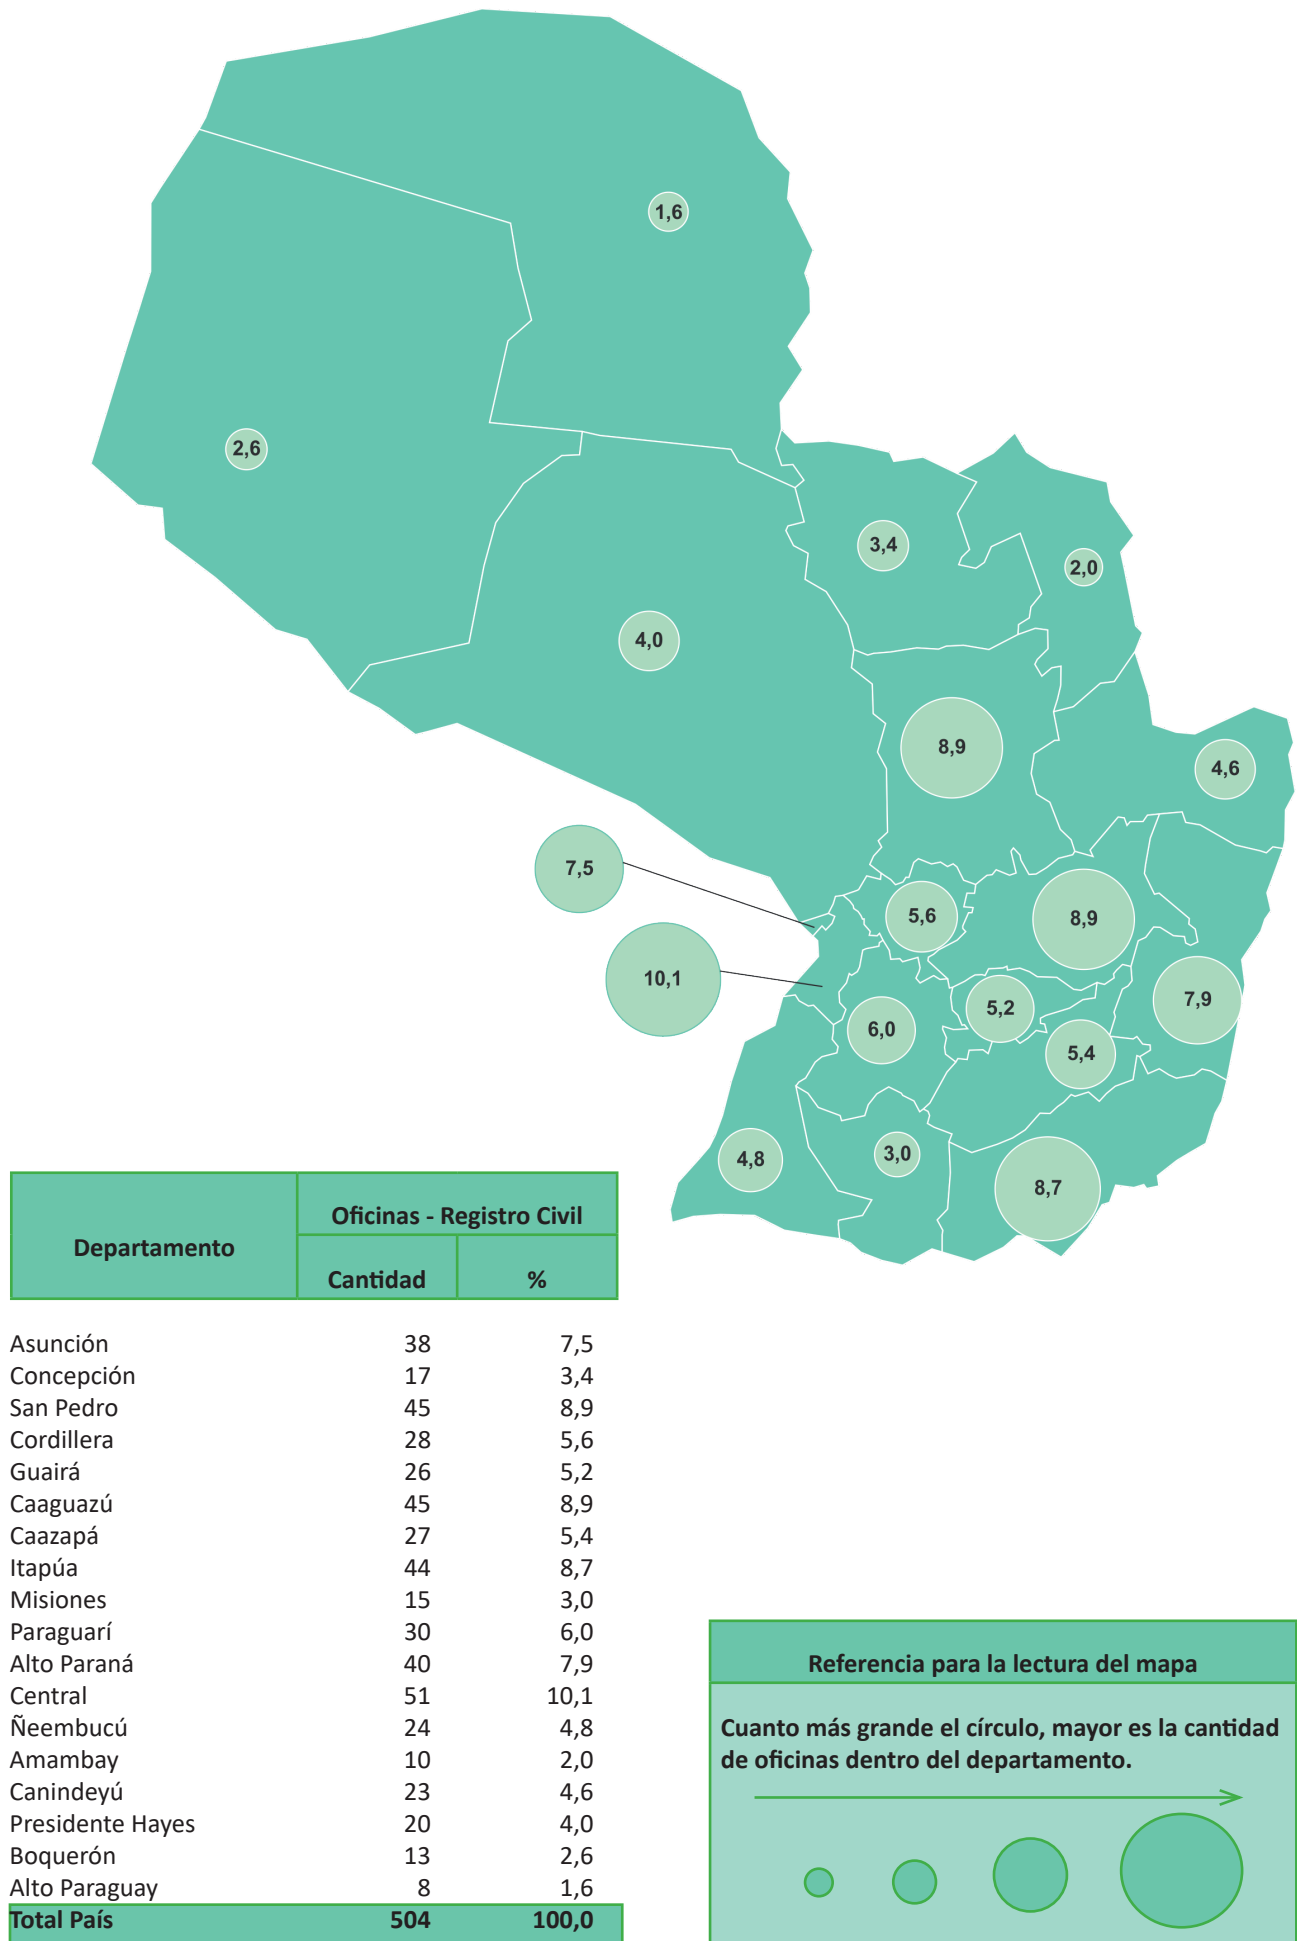 1,6
2,6
3,4
2,0
4,0
8,9
4,6
7,5
5,6
8,9
10,1
7,9
5,2
6,0
5,4
4,8
3,0
8,7
Departamento
Oficinas - Registro Civil
Cantidad %
Asunción 38 7,5
Concepción 17 3,4
San Pedro 45 8,9
Cordillera 28 5,6
Guairá 26 5,2
Caaguazú 45 8,9
Caazapá 27 5,4
Itapúa 44 8,7
Misiones 15 3,0
Paraguarí 30 6,0
Alto Paraná 40 7,9
Central 51 10,1
Ñeembucú 24 4,8
Amambay 10 2,0
Canindeyú 23 4,6
Presidente Hayes 20 4,0
Boquerón 13 2,6
Alto Paraguay 8 1,6
Total País 504 100,0
Referencia para la lectura del mapa
Cuanto más grande el círculo, mayor es la cantidad
de oficinas dentro del departamento.